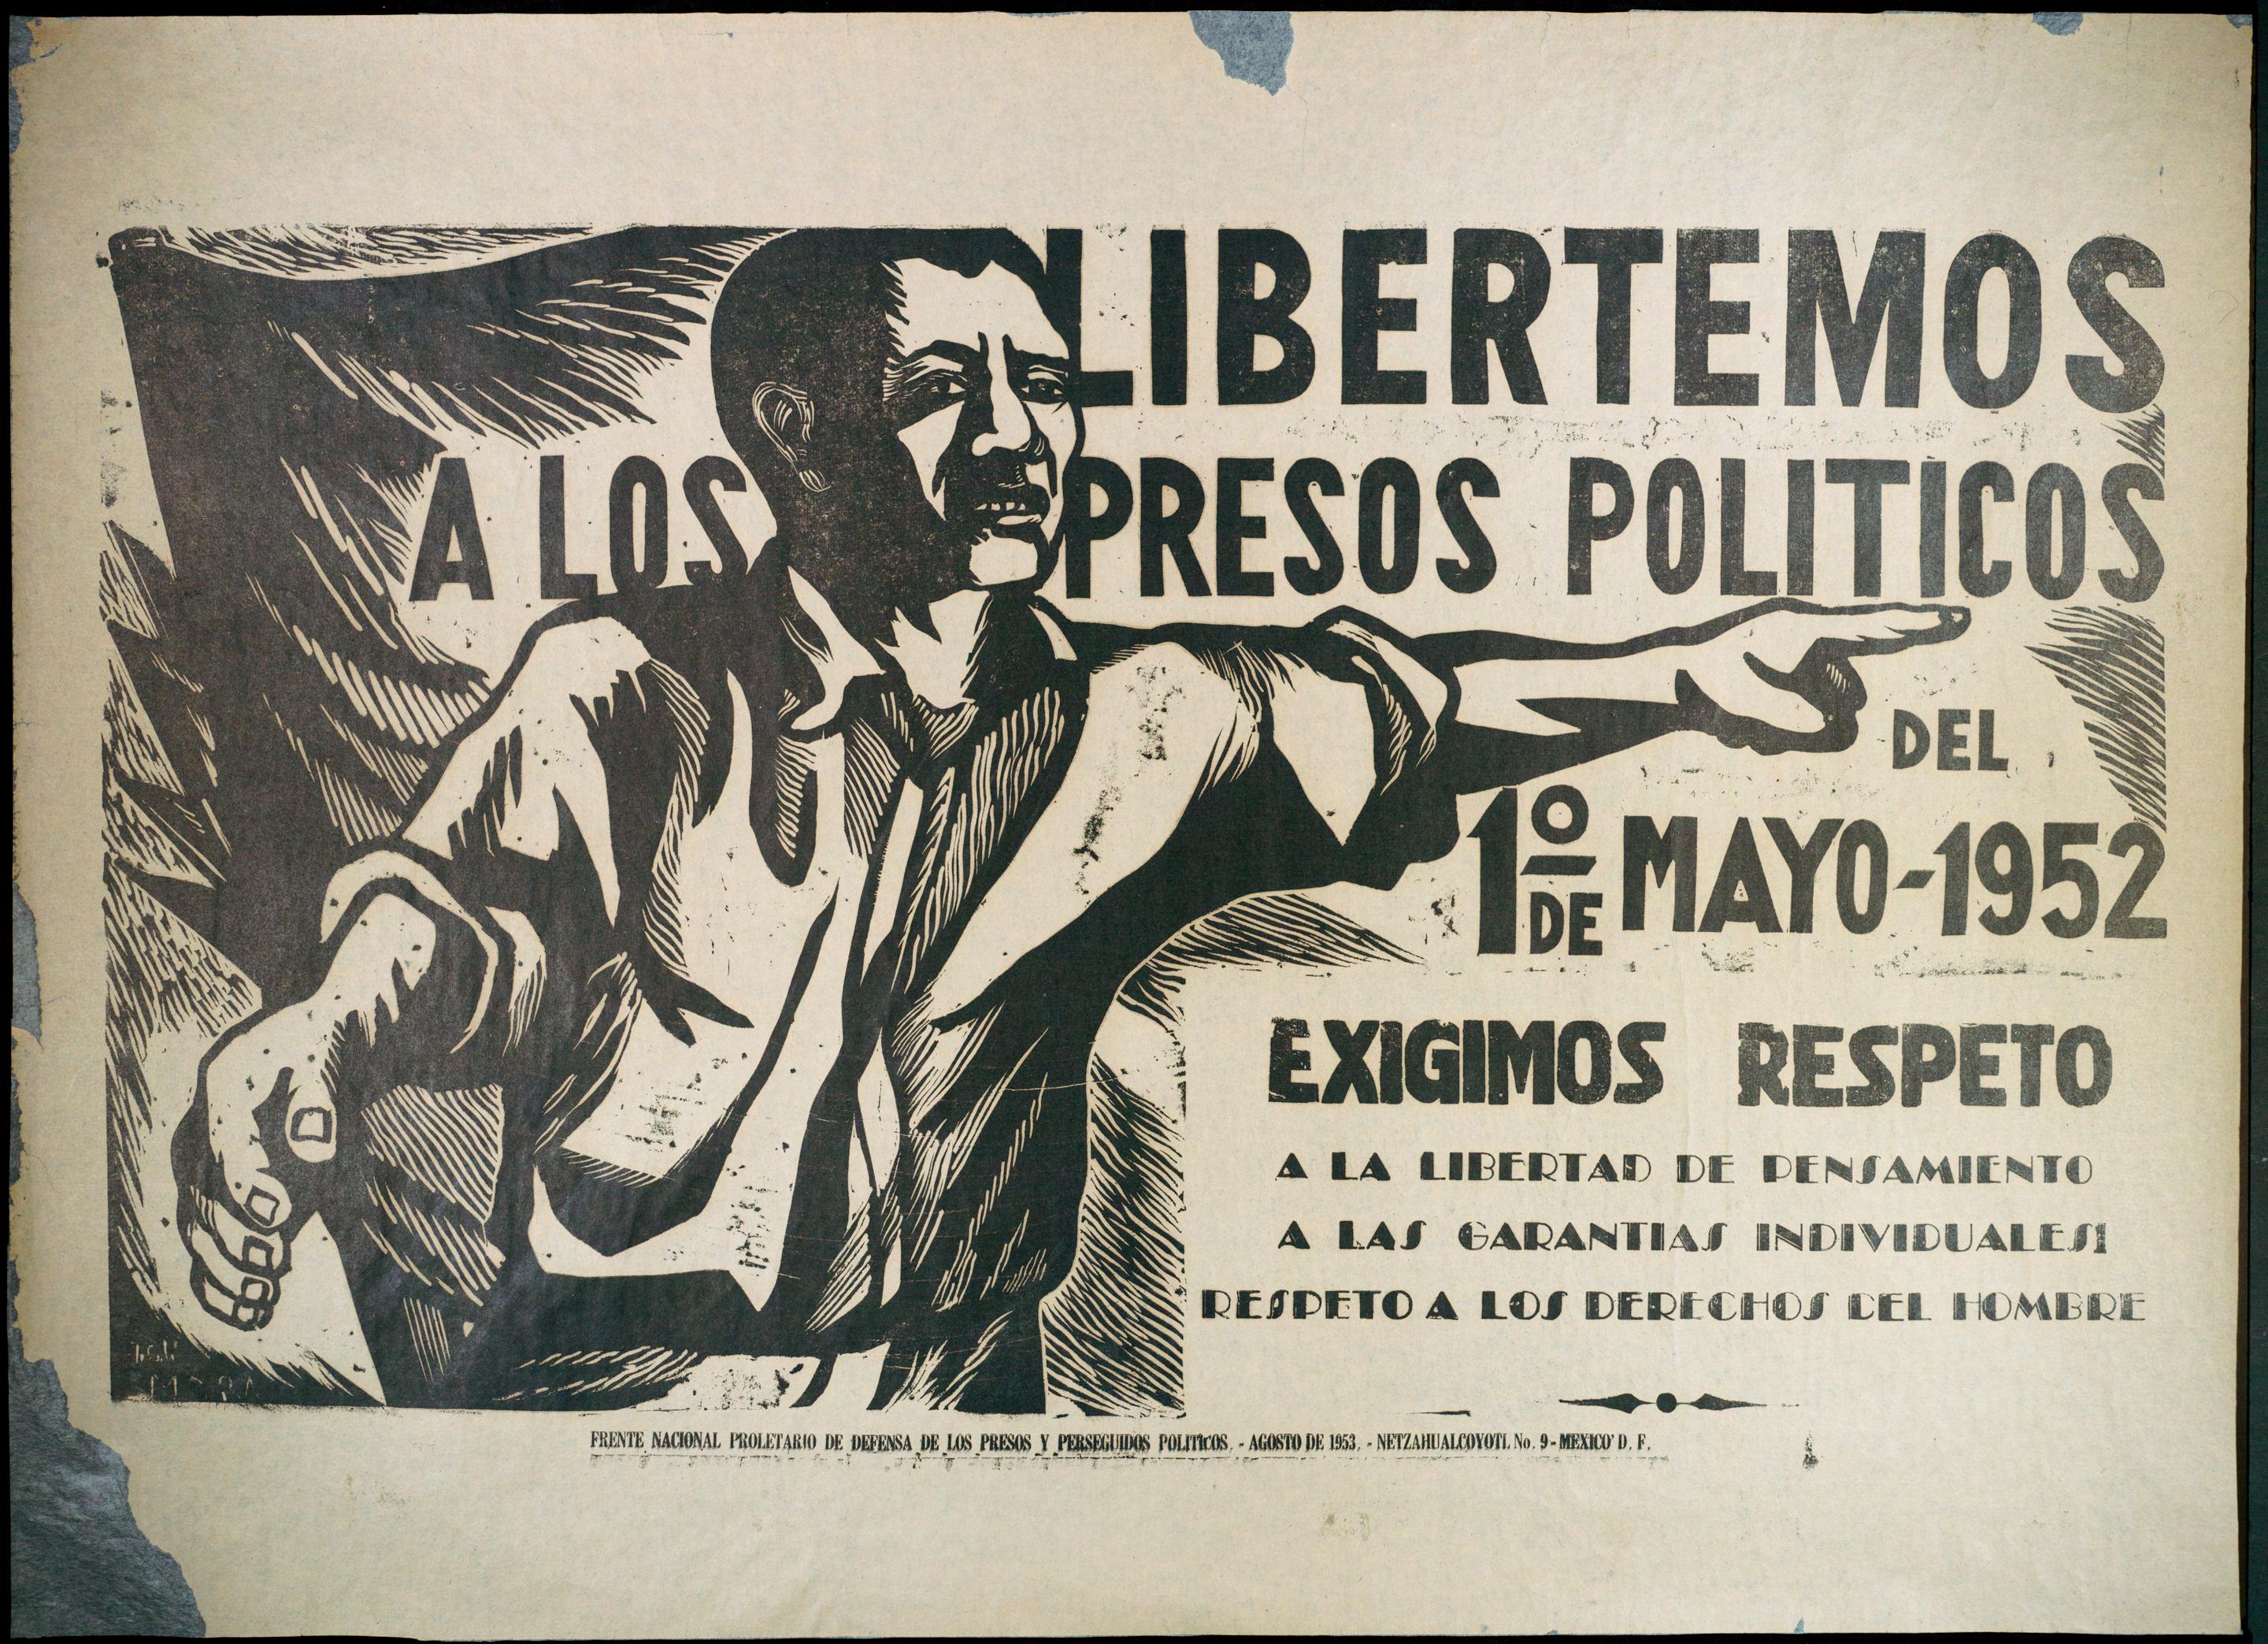 LIBERTEMOS
A LOS PRESOS POLITICOS
DEL
1º DE MAYO-1952
EXIGIMOS RESPETO
A LA LIBERTAD DE PENSAMIENTO
A LAS GARANTIAS INDIVIDUALES
RESPETO A LOS DERECHOS DEL HOMBRE
FRENTE NACIONAL PROLETARIO DE DEFENSA DE LOS PRESOS Y PERSEGUIDOS POLITICOS. - AGOSTO DE 1953. - NETZAHUALCOYOTL No. 9 - MEXICO D. F.